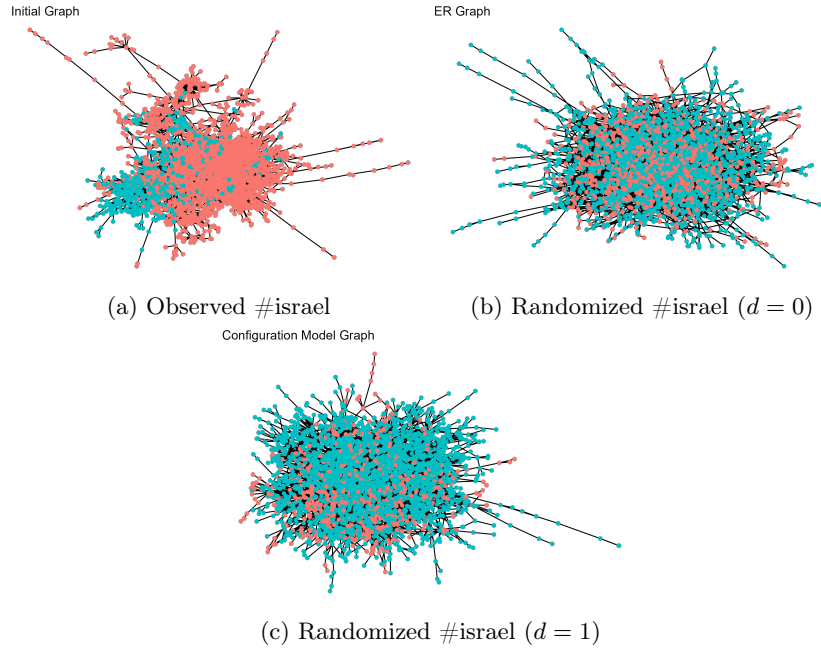 Initial Graph
ER Graph
(a) Observed #israel
(b) Randomized #israel (d = 0)
Configuration Model Graph
(c) Randomized #israel (d = 1)